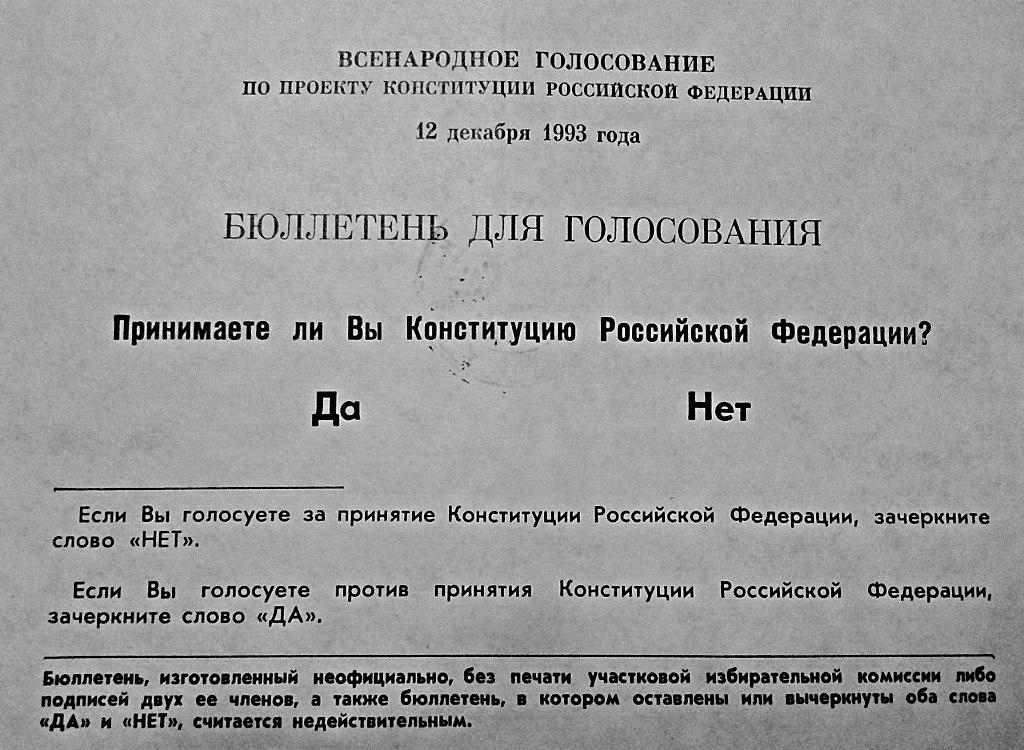 ВСЕНАРОДНОЕ ГОЛОСОВАНИЕ
ПО ПРОЕКТУ КОНСТИТУЦИИ РОССИЙСКОЙ ФЕДЕРАЦИИ
12 декабря 1993 года
БЮЛЛЕТЕНЬ ДЛЯ ГОЛОСОВАНИЯ
Принимаете ли Вы Конституцию Российской Федерации?
Да Нет
Если Вы голосуете за принятие Конституции Российской Федерации, зачеркните
слово «НЕТ».
Если Вы голосуете против принятия Конституции Российской Федерации,
зачеркните слово «ДА».
Бюллетень, изготовленный неофициально, без печати участковой избирательной комиссии либо
подписей двух ее членов, а также бюллетень, в котором оставлены или вычеркнуты оба слова
«ДА» и «НЕТ», считается недействительным.